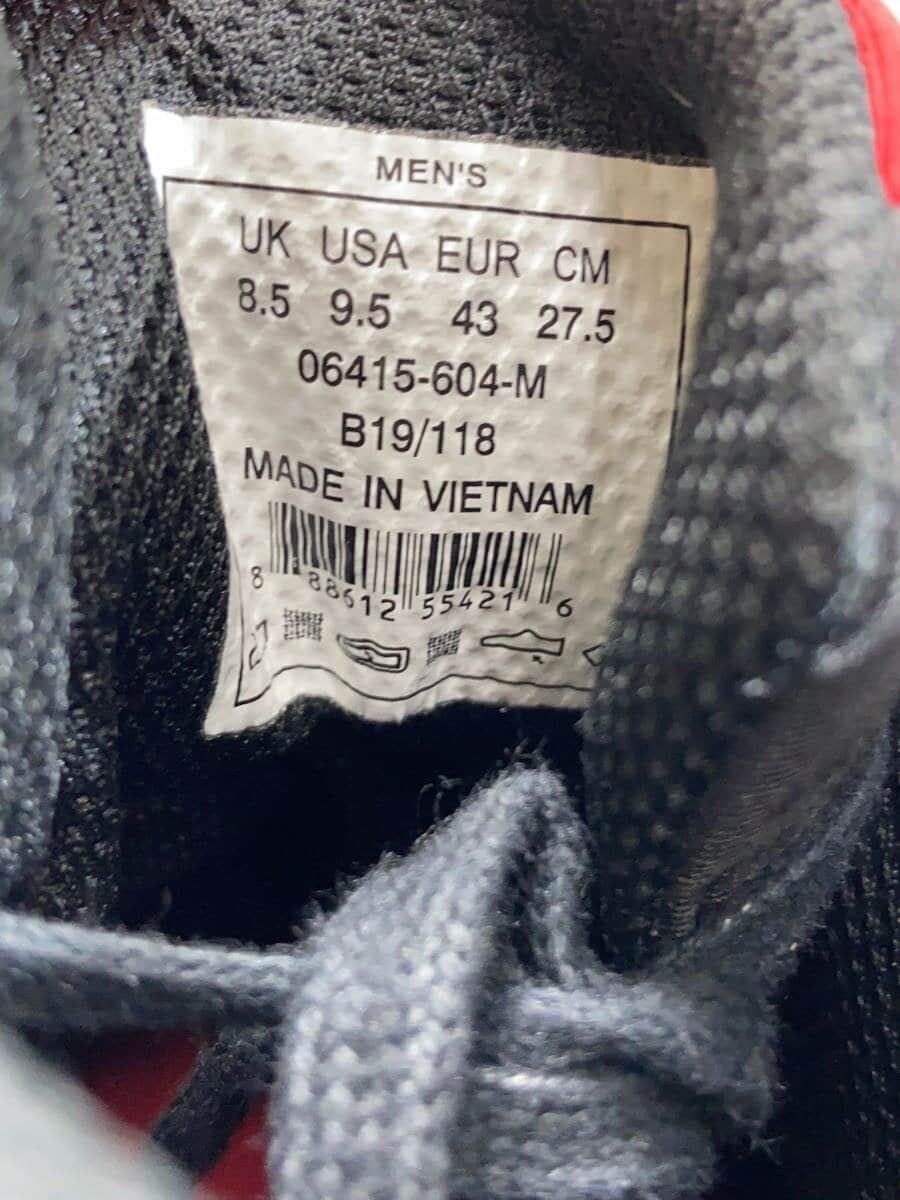 MEN'S
UK USA EUR CM
8.5 9.5 43 27.5
06415-604-M
B19/118
MADE IN VIETNAM
8 88612 55421 6